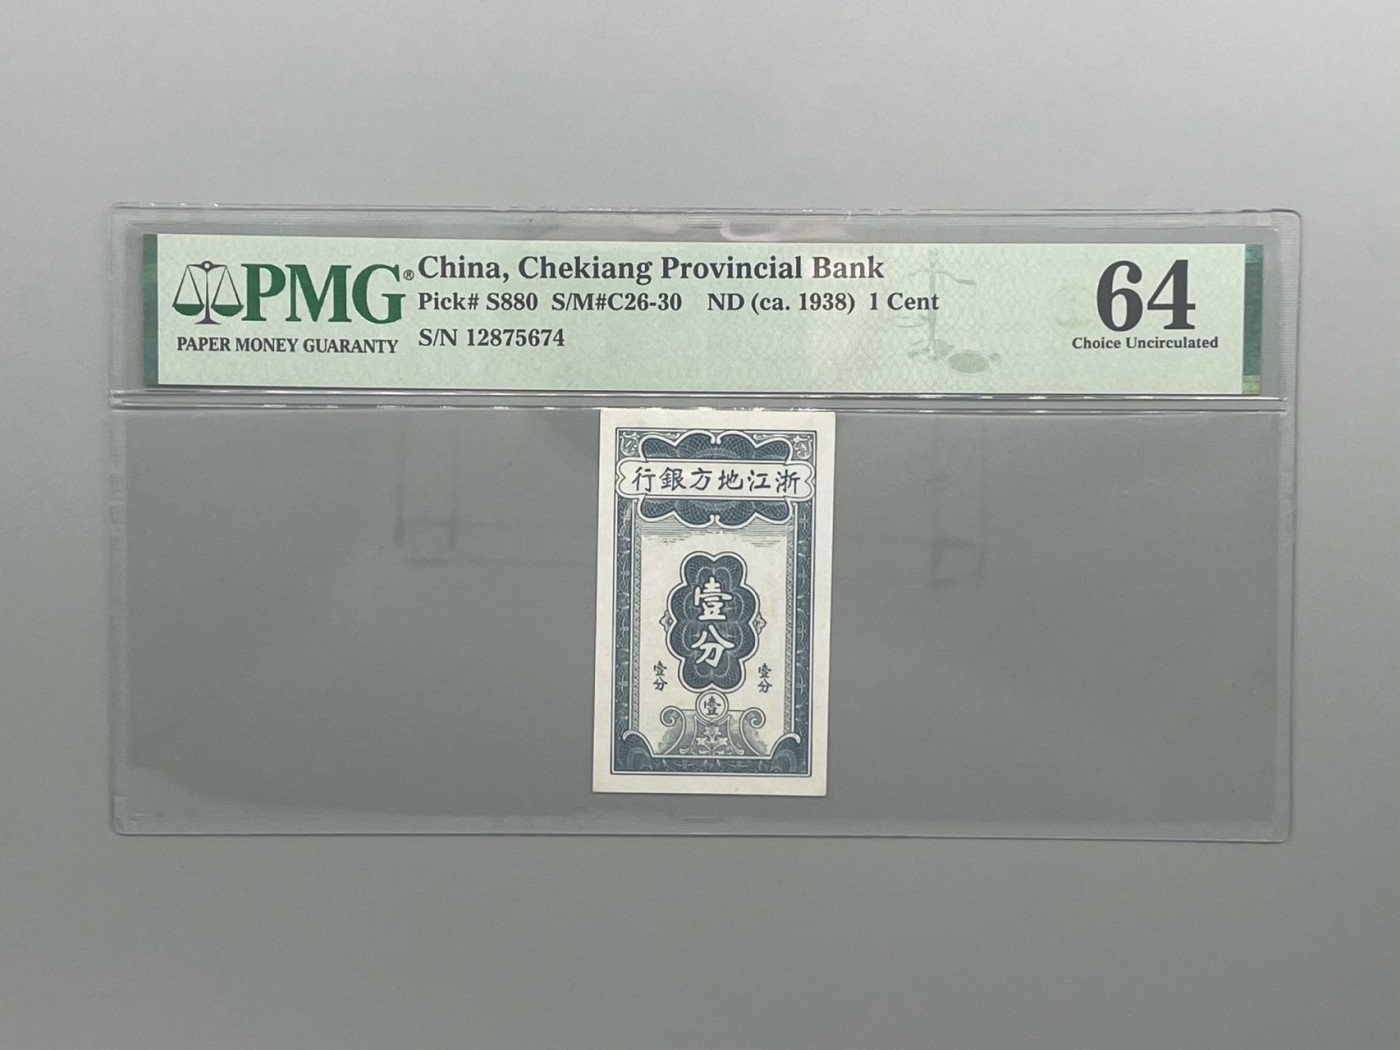 PMG®
PAPER MONEY GUARANTY
China, Chekiang Provincial Bank
Pick# S880 S/M#C26-30 ND (ca. 1938) 1 Cent
S/N 12875674
64
Choice Uncirculated
行銀方地江浙
壹分
壹分
壹分
壹